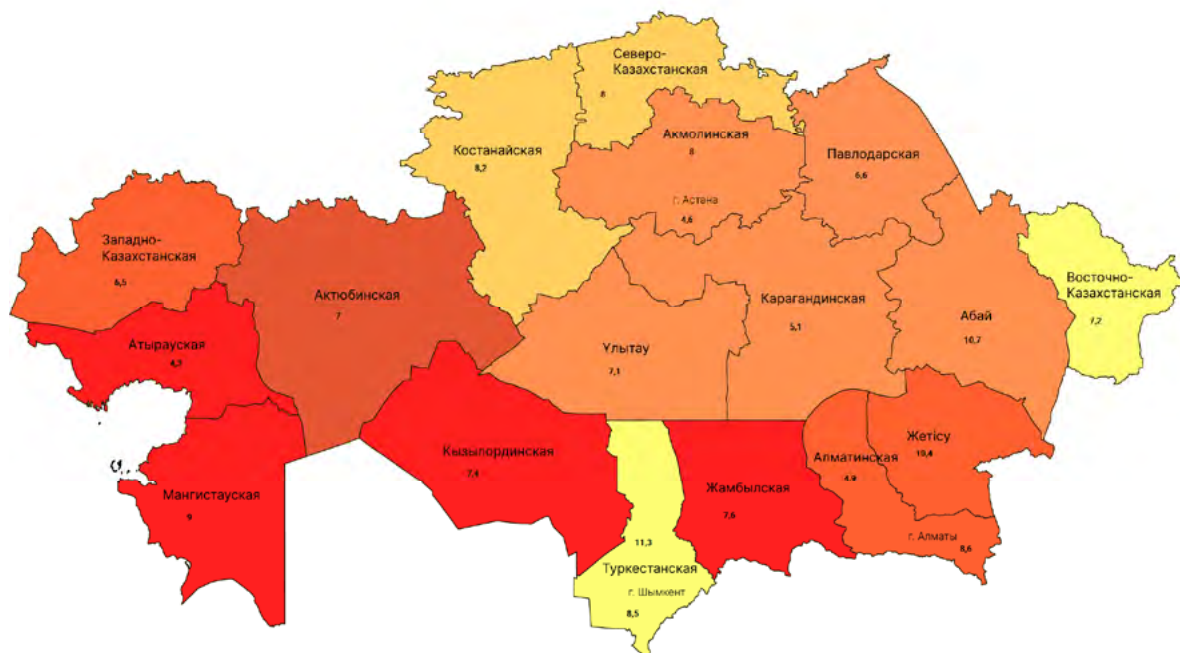 Северо-
Казахстанская
8
Костанайская
8,2
Акмолинская
8
г. Астана
4,6
Павлодарская
6,6
Западно-
Казахстанская
6,5
Актюбинская
7
Атырауская
4,3
Мангистауская
9
Кызылординская
7,4
Ұлытау
7,1
Карагандинская
5,1
Абай
10,7
Восточно-
Казахстанская
7,2
Жетісу
10,4
Алматинская
4,9
г. Алматы
8,6
Жамбылская
7,6
11,3
Туркестанская
г. Шымкент
8,5